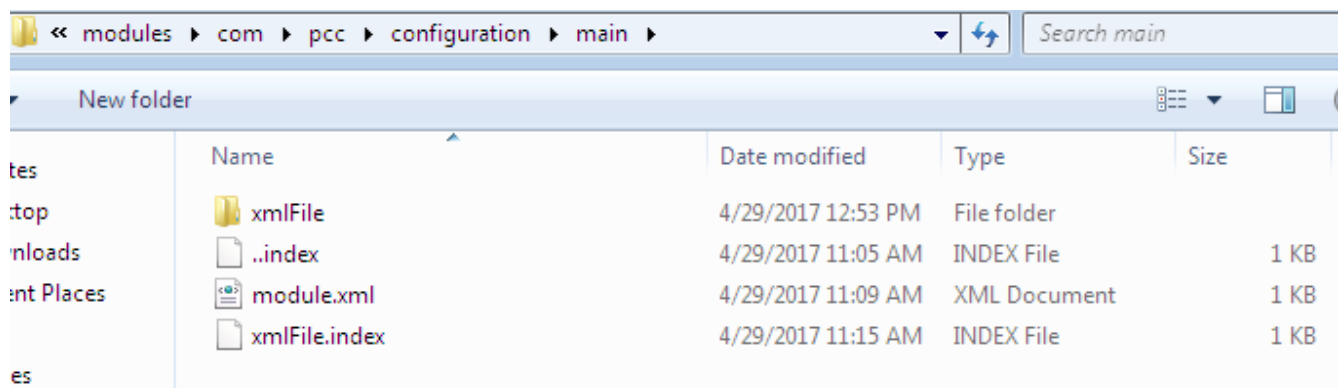 « modules ▸ com ▸ pcc ▸ configuration ▸ main ▸ Search main
New folder
Name Date modified Type Size
tes
xmlFile 4/29/2017 12:53 PM File folder
top
..index 4/29/2017 11:05 AM INDEX File 1 KB
nloads
module.xml 4/29/2017 11:09 AM XML Document 1 KB
ent Places
xmlFile.index 4/29/2017 11:15 AM INDEX File 1 KB
es